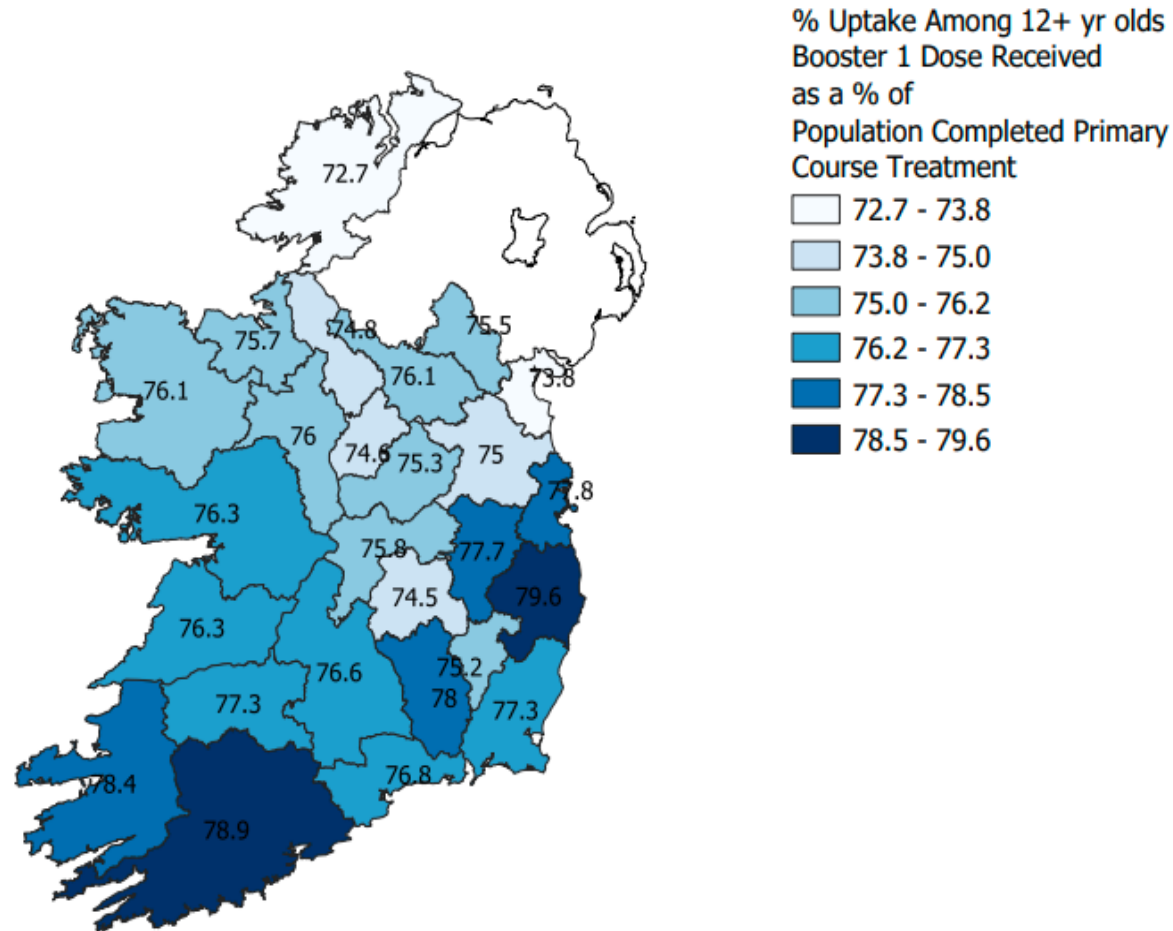 % Uptake Among 12+ yr olds
Booster 1 Dose Received
as a % of
Population Completed Primary
Course Treatment
72.7 - 73.8
73.8 - 75.0
75.0 - 76.2
76.2 - 77.3
77.3 - 78.5
78.5 - 79.6
72.7
74.8
75.5
75.7
76.1
73.8
76.1
76
74.6
75.3
75
77.8
76.3
75.8
77.7
74.5
79.6
76.3
75.2
76.6
78
77.3
77.3
76.8
78.4
78.9